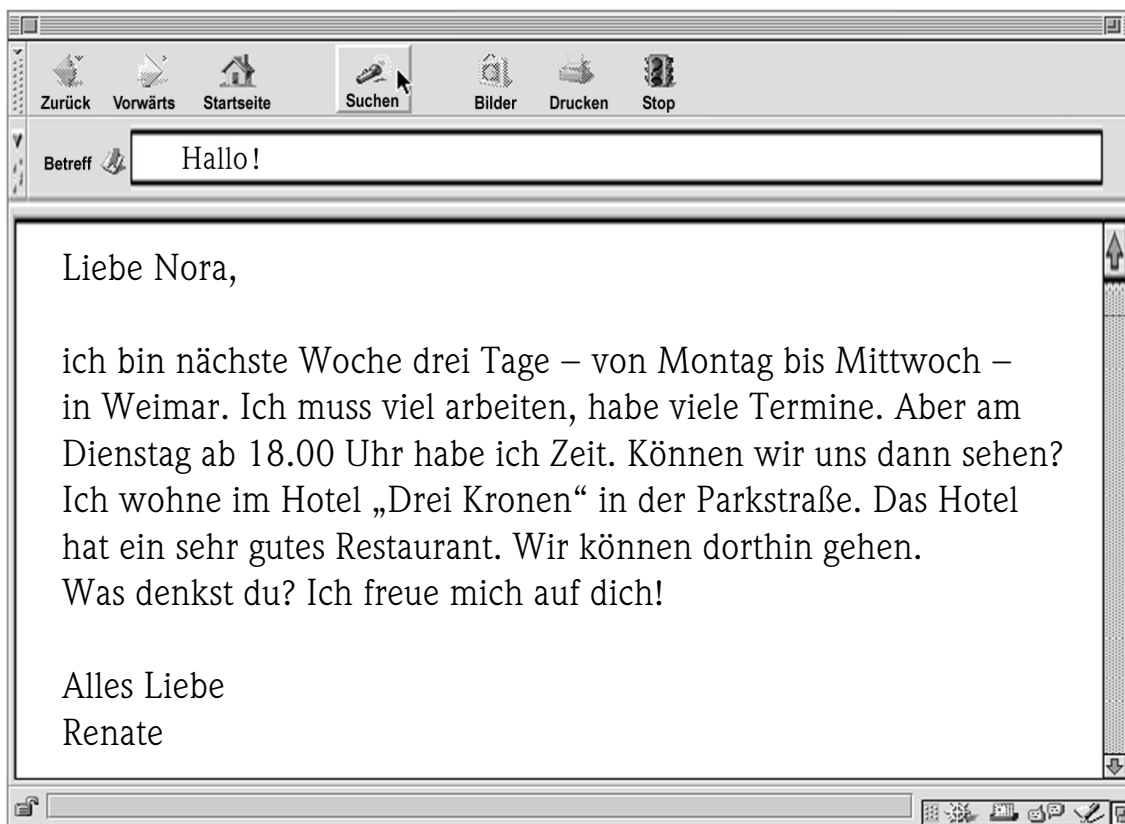 Zurück Vorwärts Startseite Suchen Bilder Drucken Stop
Betreff Hallo!
Liebe Nora,
ich bin nächste Woche drei Tage – von Montag bis Mittwoch –
in Weimar. Ich muss viel arbeiten, habe viele Termine. Aber am
Dienstag ab 18.00 Uhr habe ich Zeit. Können wir uns dann sehen?
Ich wohne im Hotel „Drei Kronen“ in der Parkstraße. Das Hotel
hat ein sehr gutes Restaurant. Wir können dorthin gehen.
Was denkst du? Ich freue mich auf dich!
Alles Liebe
Renate